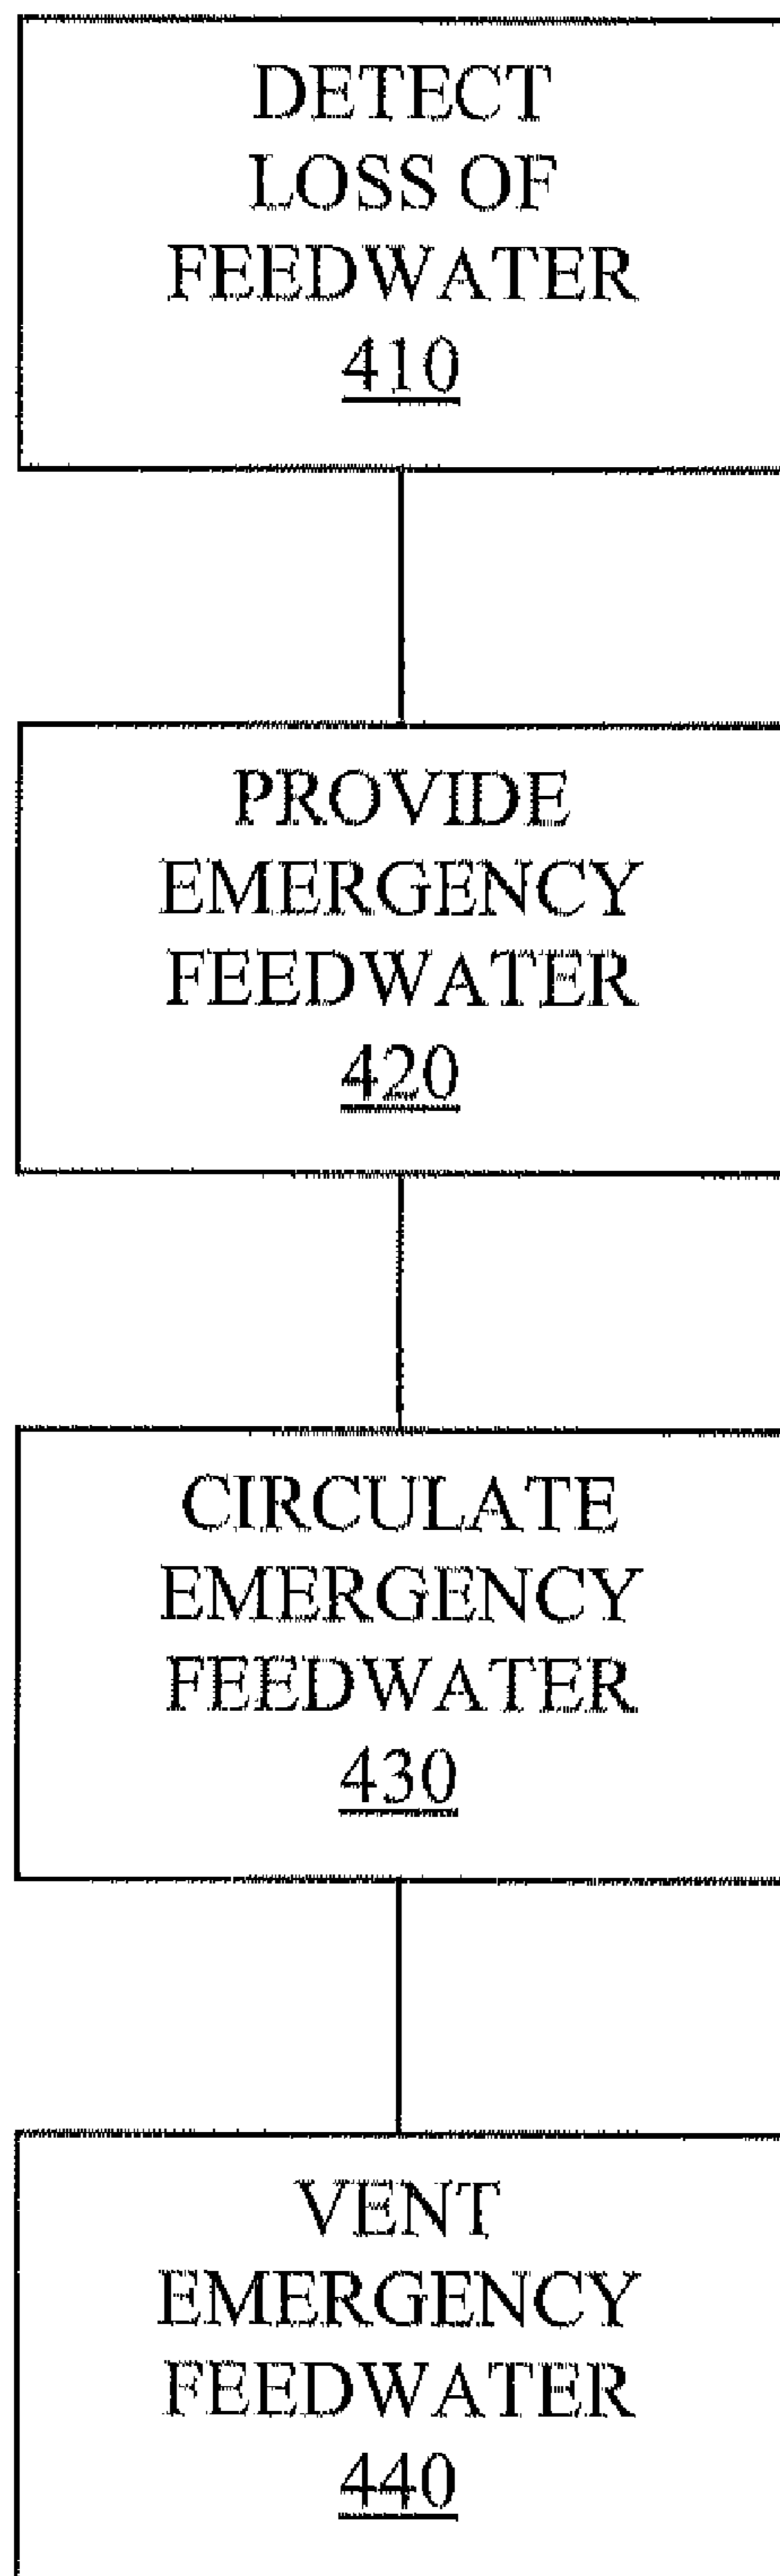 DETECT
LOSS OF
FEEDWATER
410
PROVIDE
EMERGENCY
FEEDWATER
420
CIRCULATE
EMERGENCY
FEEDWATER
430
VENT
EMERGENCY
FEEDWATER
440